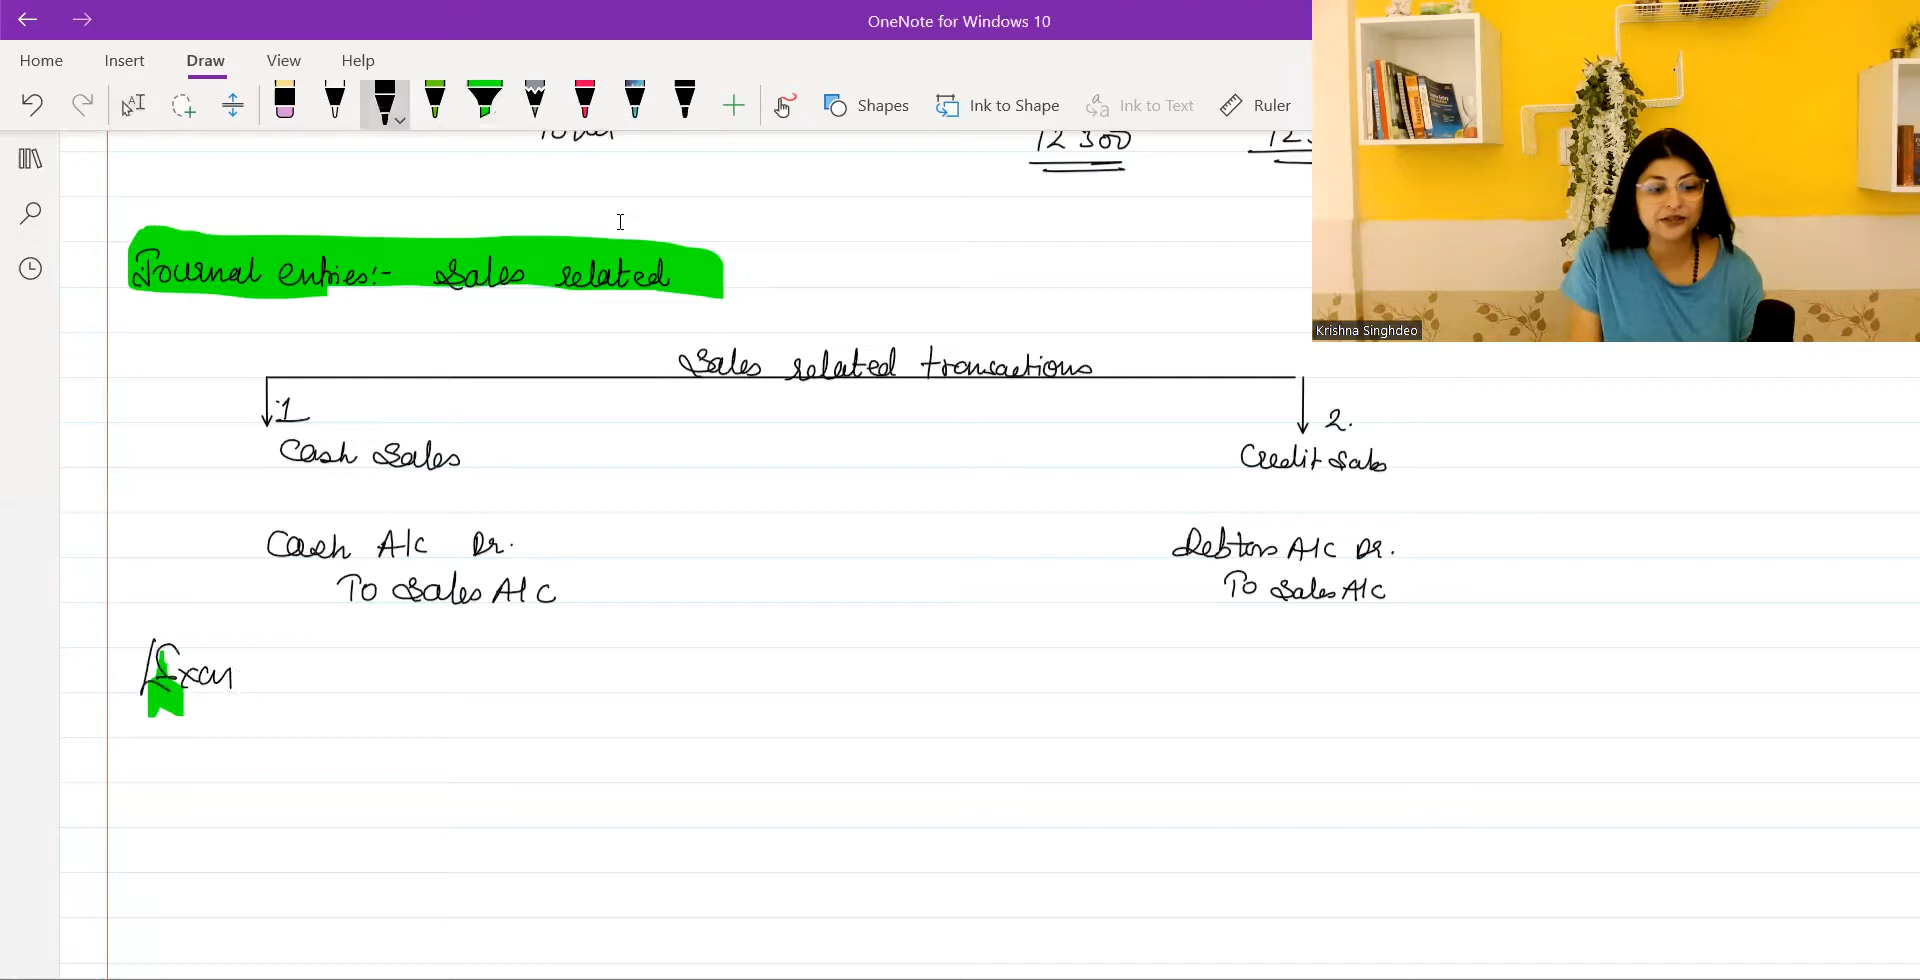 OneNote for Windows 10
Home Insert Draw View Help
Shapes Ink to Shape Ink to Text Ruler
Total 12 300
Journal entries:- Sales related
Krishna Singhdeo
Sales related transactions
1 2.
Cash Sales Credit Sales
Cash A/C Dr. Debtors A/C Dr.
To Sales A/C To Sales A/C
Exam